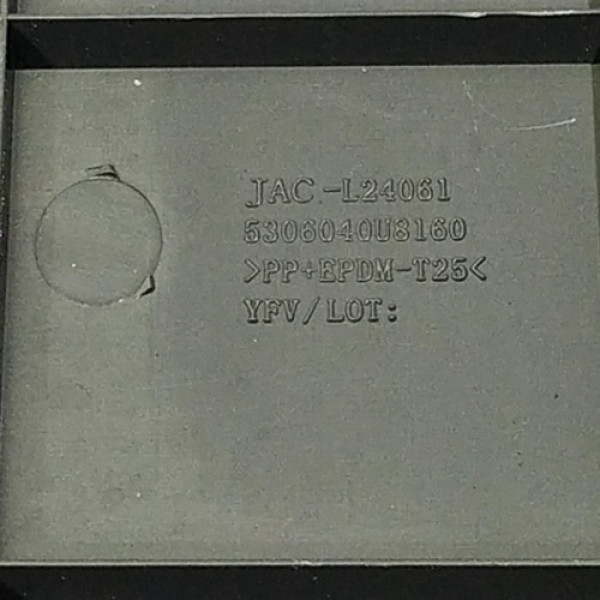 JAC-L24061
5306040U8160
>PP+EPDM-T25<
YFV/LOT: